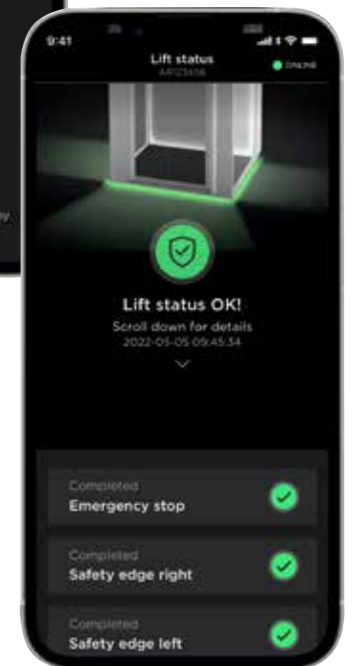 9:41
Lift status
ONLINE
Lift status OK!
Scroll down for details
2022-05-05 09:45:34
Completed
Emergency stop
Completed
Safety edge right
Completed
Safety edge left